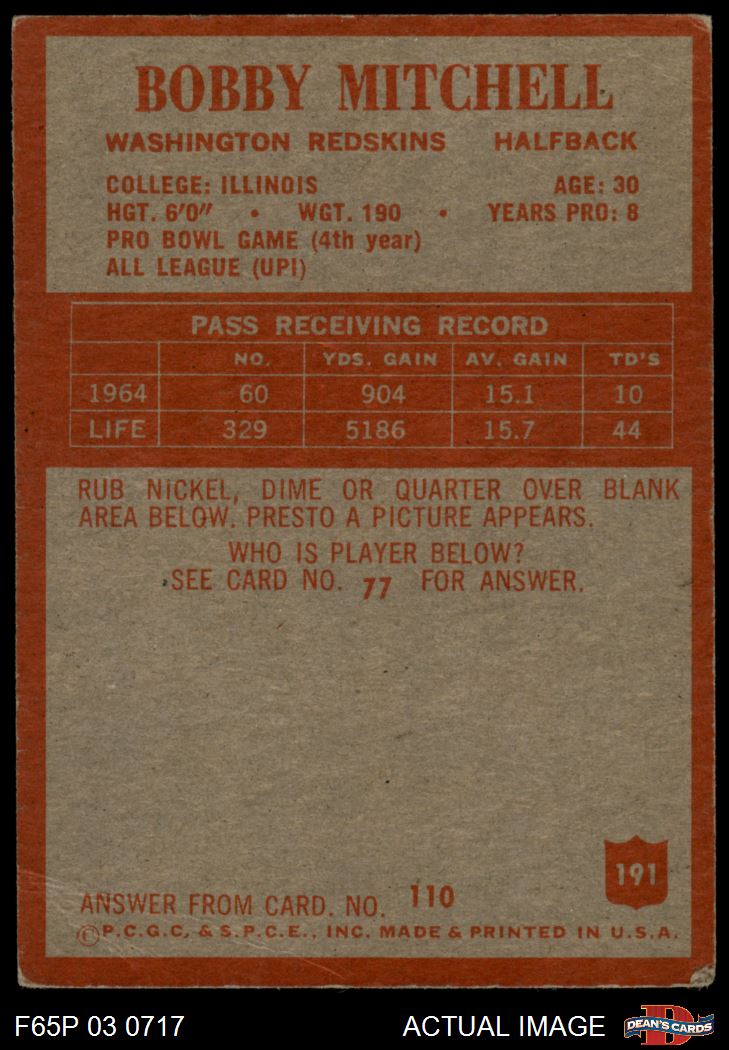 BOBBY MITCHELL
WASHINGTON REDSKINS HALFBACK
COLLEGE: ILLINOIS AGE: 30
HGT. 6'0" • WGT. 190 • YEARS PRO: 8
PRO BOWL GAME (4th year)
ALL LEAGUE (UPI)
PASS RECEIVING RECORD
NO. YDS. GAIN AV. GAIN TD'S
1964 60 904 15.1 10
LIFE 329 5186 15.7 44
RUB NICKEL, DIME OR QUARTER OVER BLANK
AREA BELOW. PRESTO A PICTURE APPEARS.
WHO IS PLAYER BELOW?
SEE CARD NO. 77 FOR ANSWER.
191
ANSWER FROM CARD. NO. 110
©P.C.G.C. & S.P.C.E., INC. MADE & PRINTED IN U.S.A.
F65P 03 0717 ACTUAL IMAGE D DEAN'S CARDS